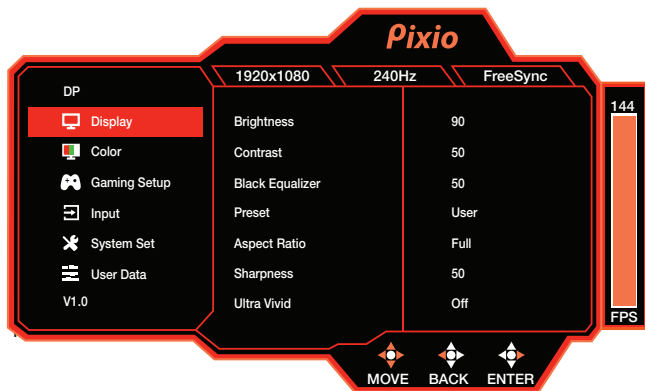 Pixio
1920x1080 240Hz FreeSync
DP
144
Display
Brightness 90
Color
Contrast 50
Gaming Setup
Black Equalizer 50
Input
Preset User
System Set
Aspect Ratio Full
User Data
Sharpness 50
V1.0
Ultra Vivid Off
FPS
MOVE BACK ENTER